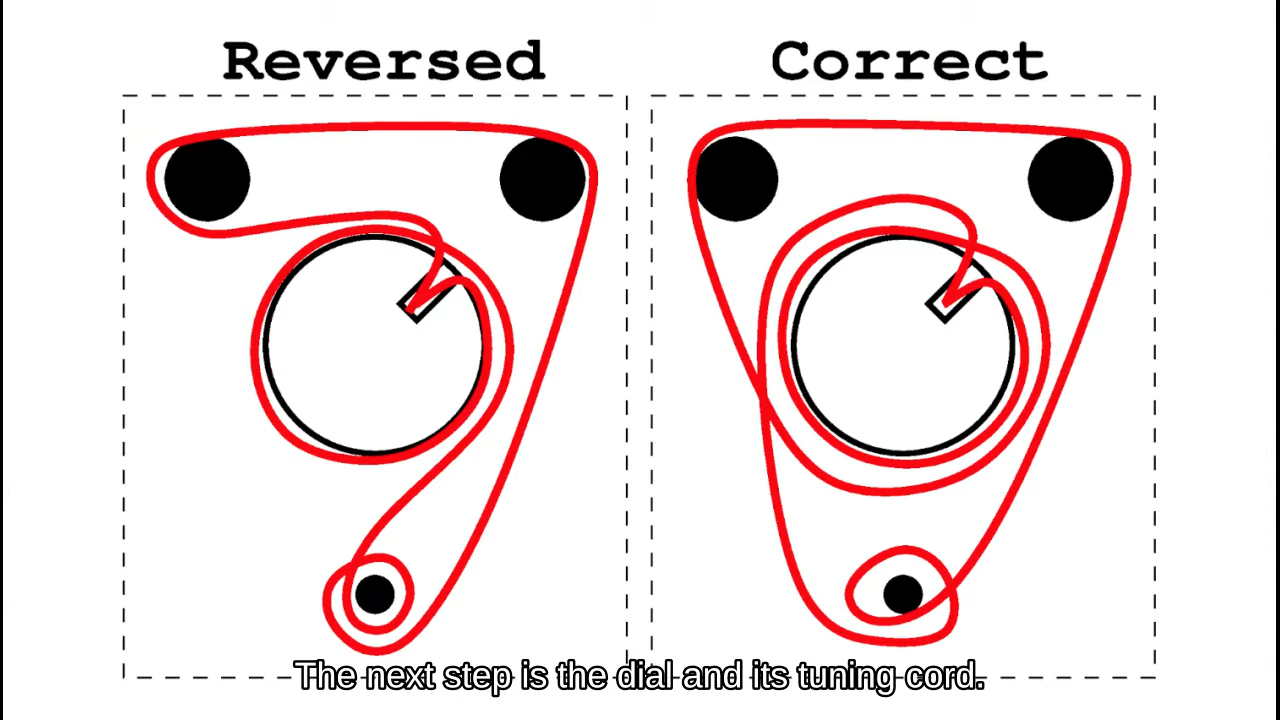 Reversed
Correct
The next step is the dial and its tuning cord.